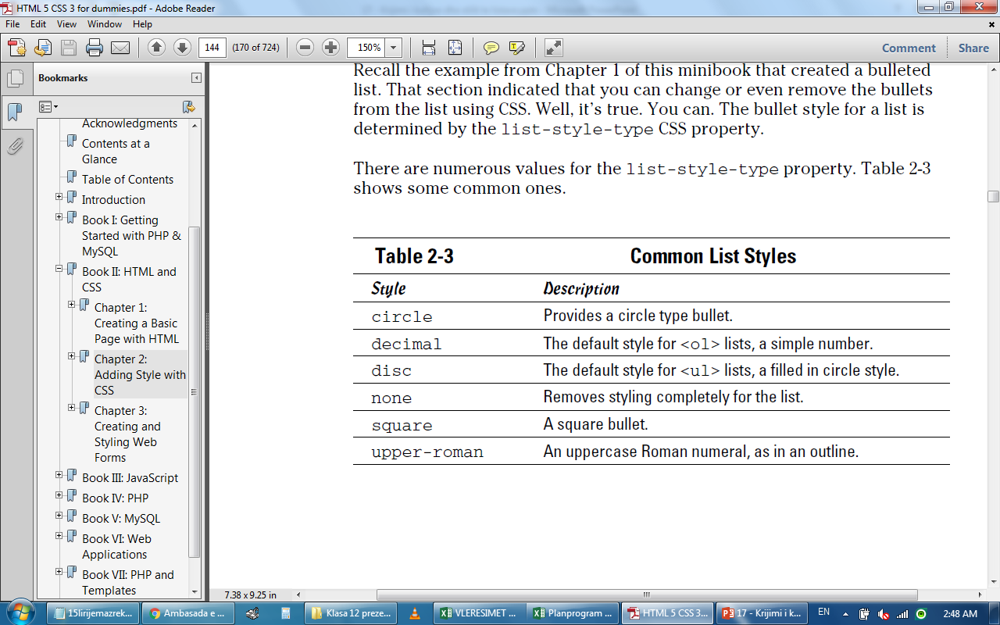 HTML 5 CSS 3 for dummies.pdf - Adobe Reader
File Edit View Window Help
144 (170 of 724) 150% Comment Share
Bookmarks
Acknowledgments
Contents at a
Glance
Table of Contents
Introduction
Book I: Getting
Started with PHP &
MySQL
Book II: HTML and
CSS
Chapter 1:
Creating a Basic
Page with HTML
Chapter 2:
Adding Style with
CSS
Chapter 3:
Creating and
Styling Web
Forms
Book III: JavaScript
Book IV: PHP
Book V: MySQL
Book VI: Web
Applications
Book VII: PHP and
Templates
Recall the example from Chapter 1 of this minibook that created a bulleted
list. That section indicated that you can change or even remove the bullets
from the list using CSS. Well, it's true. You can. The bullet style for a list is
determined by the list-style-type CSS property.
There are numerous values for the list-style-type property. Table 2-3
shows some common ones.
Table 2-3 Common List Styles
Style Description
circle Provides a circle type bullet.
decimal The default style for <ol> lists, a simple number.
disc The default style for <ul> lists, a filled in circle style.
none Removes styling completely for the list.
square A square bullet.
upper-roman An uppercase Roman numeral, as in an outline.
7.38 x 9.25 in
15lirijemazrek... Ambasada e ... Klasa 12 preze... VLERESIMET ... Planprogram ... HTML 5 CSS 3... 17 - Krijimi i k... EN 2:48 AM